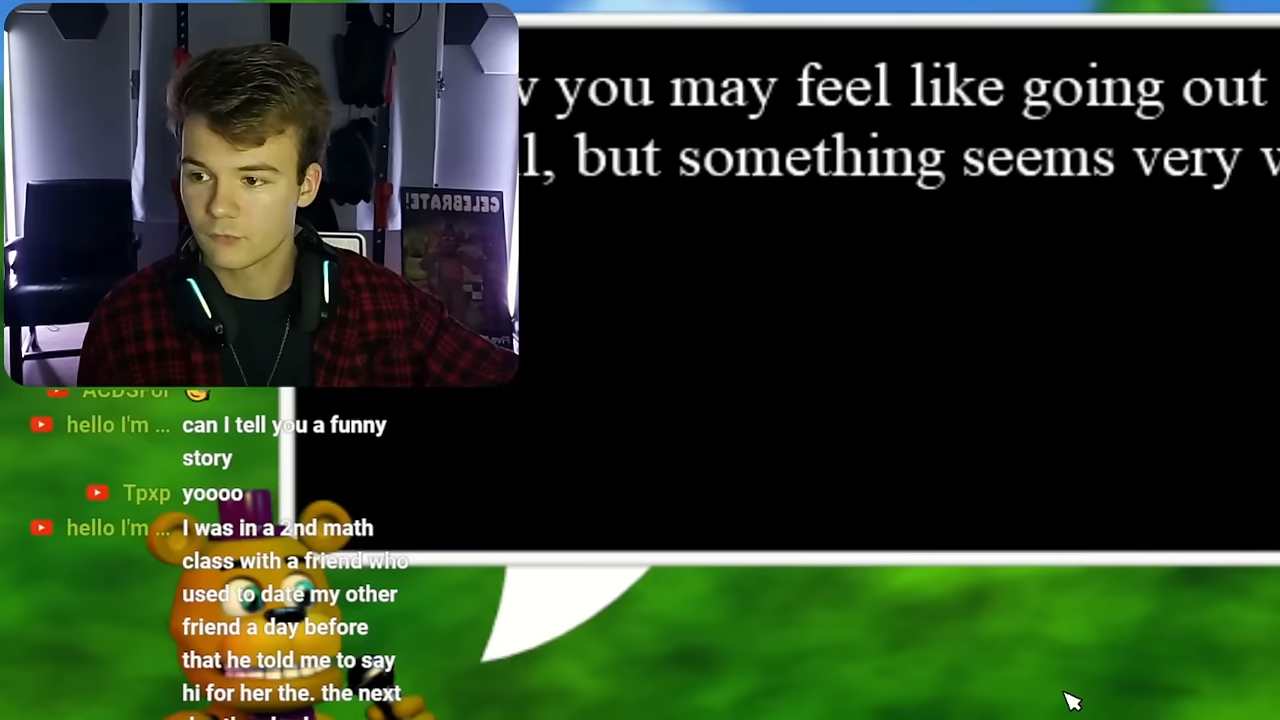 you may feel like going out
but something seems very
CELEBRATE!
hello I'm ... can I tell you a funny
story
Tpxp yoooo
hello I'm ... I was in a 2nd math
class with a friend who
used to date my other
friend a day before
that he told me to say
hi for her the. the next